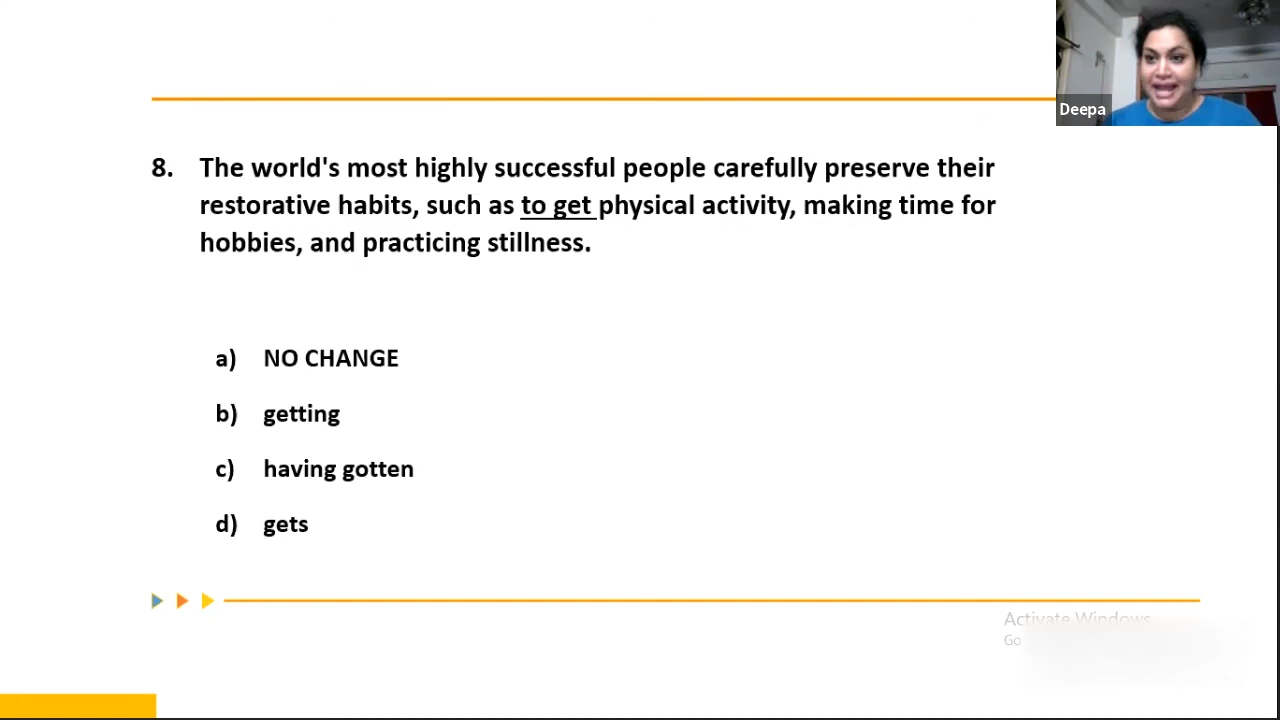 Deepa
8. The world's most highly successful people carefully preserve their
restorative habits, such as to get physical activity, making time for
hobbies, and practicing stillness.
a) NO CHANGE
b) getting
c) having gotten
d) gets
Activate Windows
Go